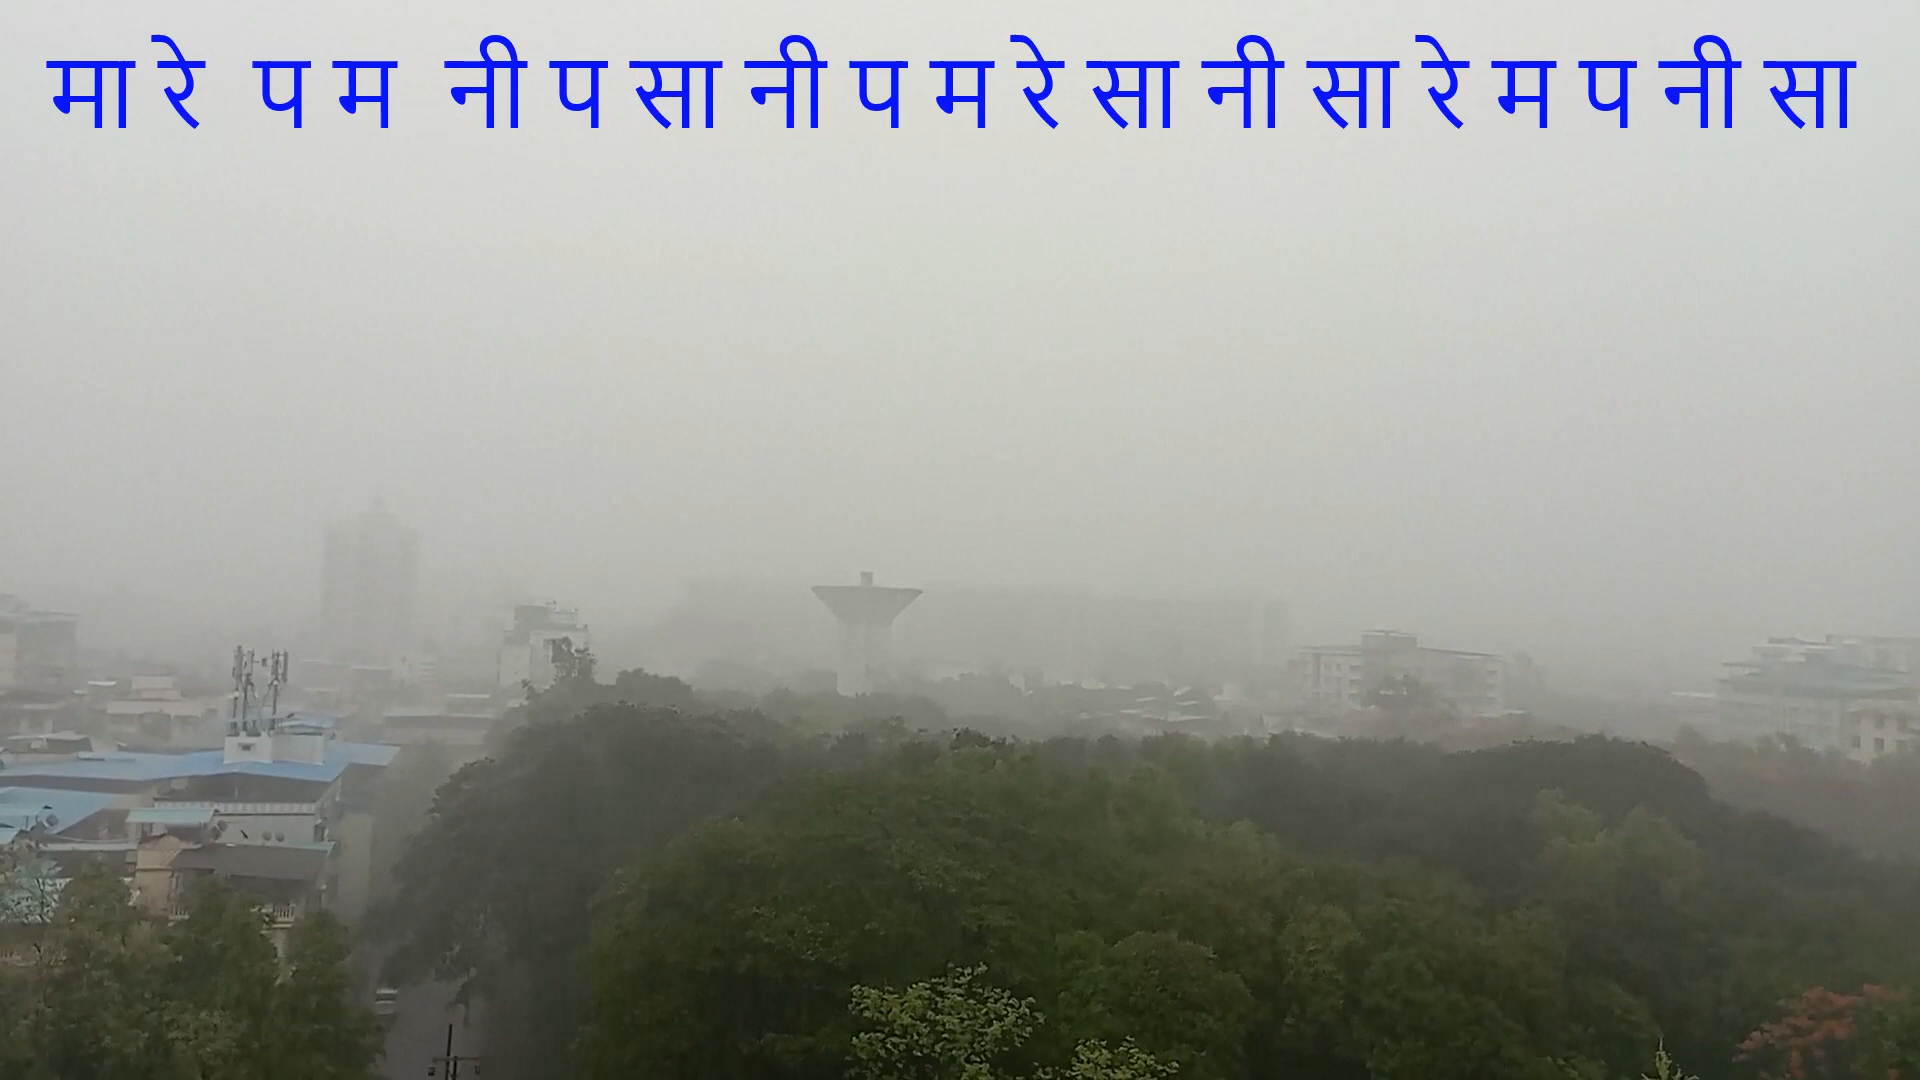 मा रे प म नी प सा नी प म रे सा नी सा रे म प नी सा